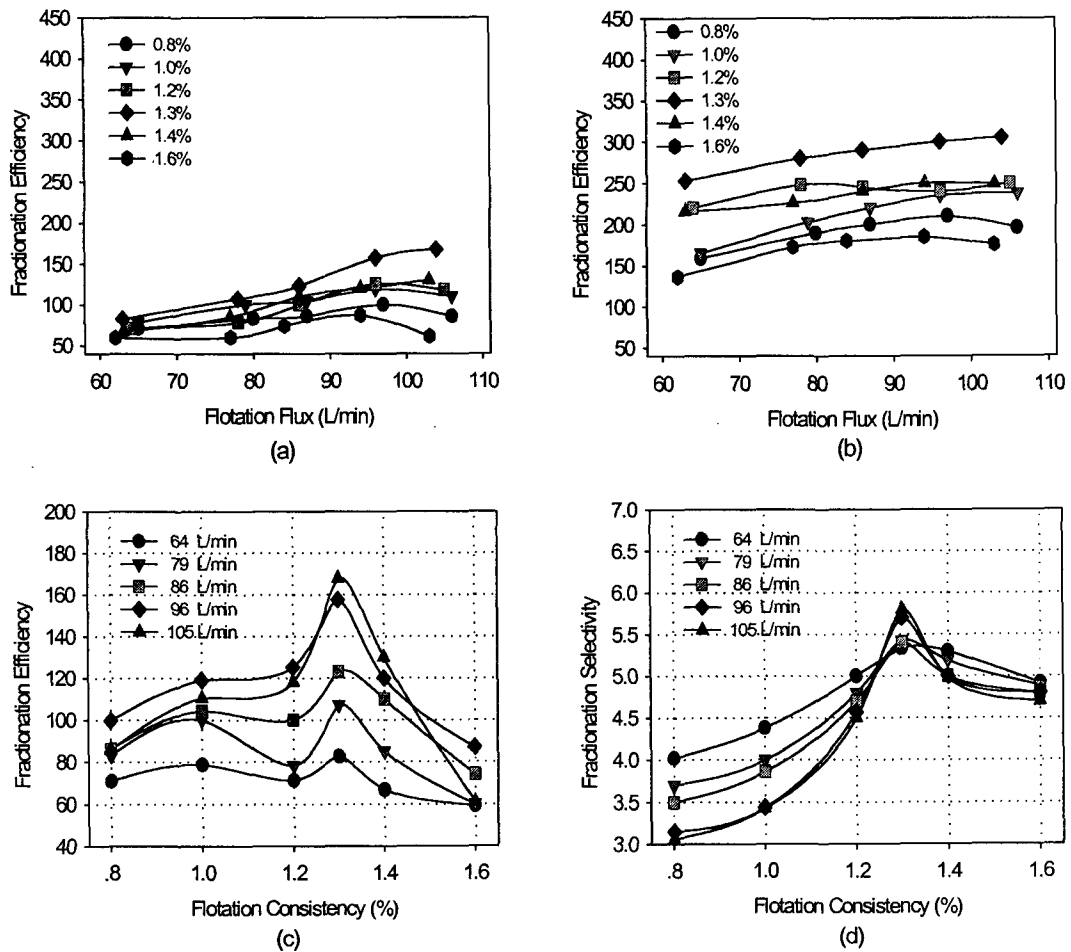 450
400
350
300
250
200
150
100
50
Fractionation Efficiency
0.8%
1.0%
1.2%
1.3%
1.4%
1.6%
60 70 80 90 100 110
Flotation Flux (L/min)
(a)
450
400
350
300
250
200
150
100
50
Fractionation Efficiency
0.8%
1.0%
1.2%
1.3%
1.4%
1.6%
60 70 80 90 100 110
Flotation Flux (L/min)
(b)
200
180
160
140
120
100
80
60
40
Fractionation Efficiency
64 L/min
79 L/min
86 L/min
96 L/min
105 L/min
.8 1.0 1.2 1.4 1.6
Flotation Consistency (%)
(c)
7.0
6.5
6.0
5.5
5.0
4.5
4.0
3.5
3.0
Fractionation Selectivity
64 L/min
79 L/min
86 L/min
96 L/min
105 L/min
.8 1.0 1.2 1.4 1.6
Flotation Consistency (%)
(d)